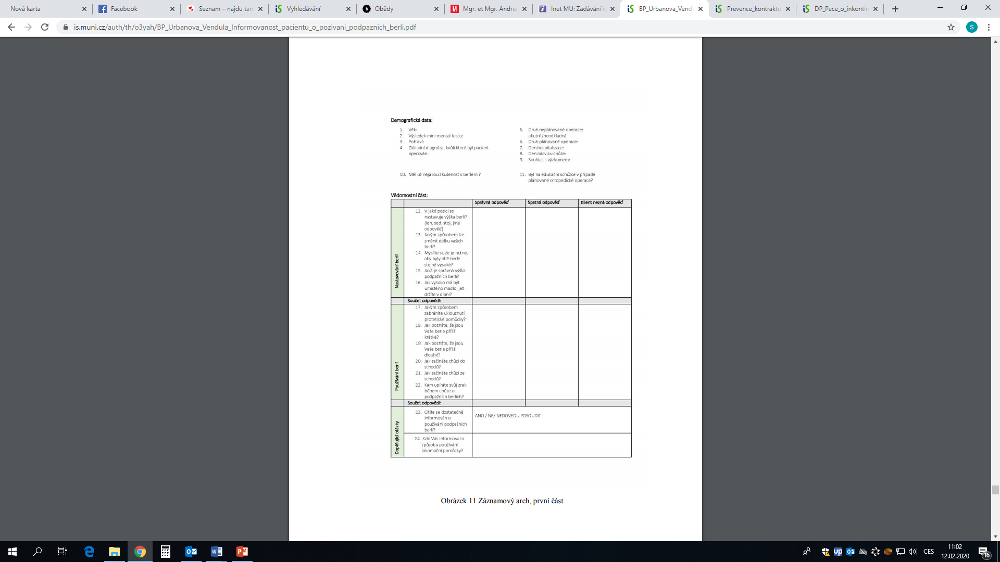 Nová karta
Facebook
Seznam – najdu tam
Vyhledávání
Obědy
Mgr. et Mgr. Andrea
Inet MU: Zadávání
BP_Urbanova_Vend
Prevence_kontraktu
DP_Pece_o_inkontin
is.muni.cz/auth/th/o3yah/BP_Urbanova_Vendula_Informovanost_pacientu_o_pozivani_podpaznich_berli.pdf
S
Demografická data:
1. Věk:
2. Výsledek mini mental testu:
3. Pohlaví:
4. Základní diagnóza, kvůli které byl pacient
operován:
5. Druh neplánované operace:
akutní /neodkladná
6. Druh plánované operace:
7. Den hospitalizace:
8. Den nácviku chůze:
9. Souhlas s výzkumem:
10. Měl už nějakou zkušenost s berlemi?
11. Byl na edukační schůzce v případě
plánované ortopedické operace?
Vědomostní část:
Správná odpověď
Špatná odpověď
Klient nezná odpověď
Nastavování berlí
12. V jaké pozici se
nastavuje výška berlí?
(leh, sed, stoj, jiná
odpověď)
13. Jakým způsobem lze
změnit délku vašich
berlí?
14. Myslíte si, že je nutné,
aby byly obě berle
stejně vysoké?
15. Jaká je správná výška
podpažních berlí?
16. Jak vysoko má být
umístěno madlo, jež
držíte v dlani?
Součet odpovědí:
Používání berlí
17. Jakým způsobem
zabráníte uklouznutí
protetické pomůcky?
18. Jak poznáte, že jsou
Vaše berle příliš
krátké?
19. Jak poznáte, že jsou
Vaše berle příliš
dlouhé?
20. Jak začínáte chůzi do
schodů?
21. Jak začínáte chůzi ze
schodů?
22. Kam upíráte svůj zrak
během chůze o
podpažních berlích?
Součet odpovědí:
Doplňující otázky
23. Cítíte se dostatečně
informován o
používání podpažních
berlí?
ANO / NE/ NEDOVEDU POSOUDIT
24. Kdo Vás informoval o
způsobu používání
lokomoční pomůcky?
Obrázek 11 Záznamový arch, první část
CES
11:02
12.02.2020
16